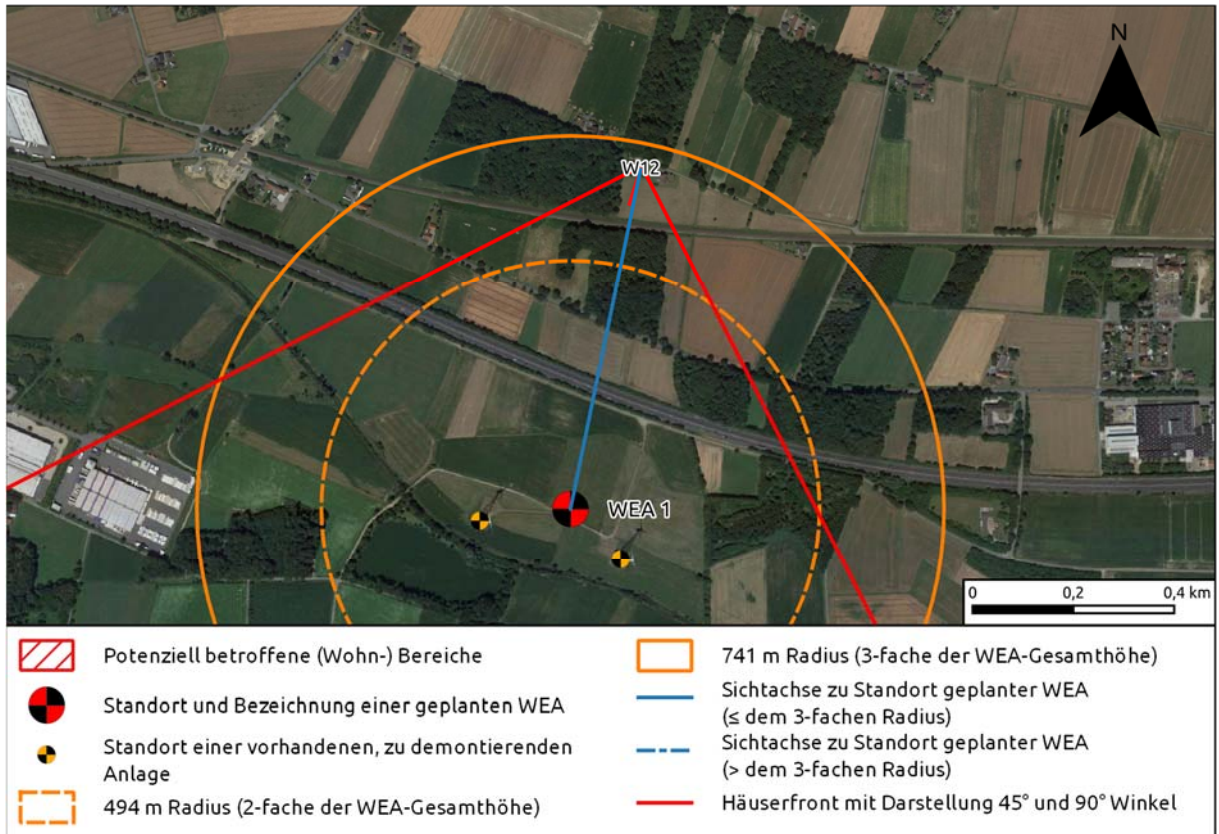 N
W12
WEA 1
0 0,2 0,4 km
Potenziell betroffene (Wohn-) Bereiche
Standort und Bezeichnung einer geplanten WEA
Standort einer vorhandenen, zu demontierenden
Anlage
494 m Radius (2-fache der WEA-Gesamthöhe)
741 m Radius (3-fache der WEA-Gesamthöhe)
Sichtachse zu Standort geplanter WEA
(≤ dem 3-fachen Radius)
Sichtachse zu Standort geplanter WEA
(> dem 3-fachen Radius)
Häuserfront mit Darstellung 45° und 90° Winkel